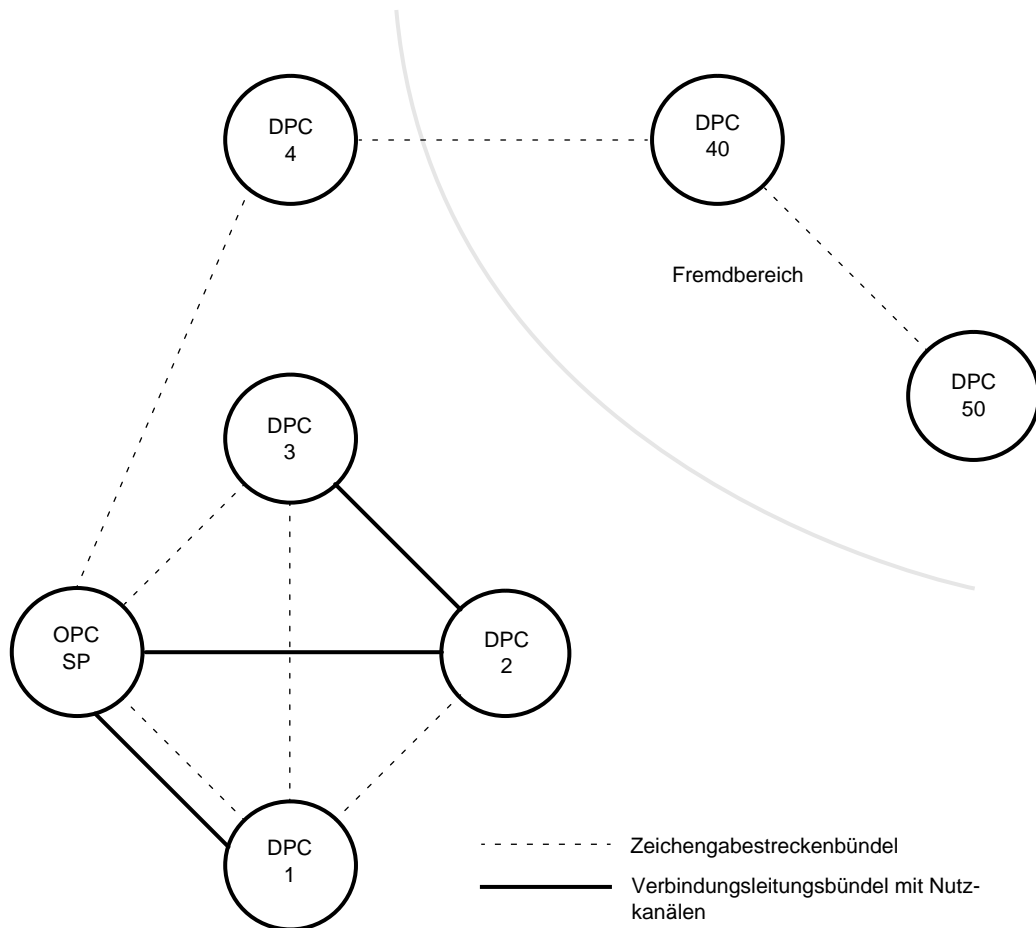 DPC
4
DPC
40
Fremdbereich
DPC
50
DPC
3
OPC
SP
DPC
2
DPC
1
Zeichengabestreckenbündel
Verbindungsleitungsbündel mit Nutz-
kanälen